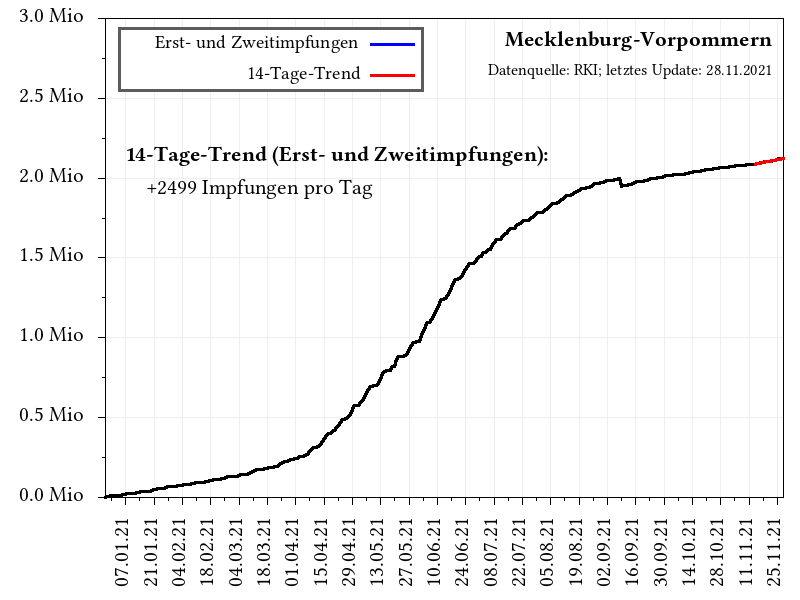 3.0 Mio
2.5 Mio
2.0 Mio
1.5 Mio
1.0 Mio
0.5 Mio
0.0 Mio
Erst- und Zweitimpfungen
14-Tage-Trend
Mecklenburg-Vorpommern
Datenquelle: RKI; letztes Update: 28.11.2021
14-Tage-Trend (Erst- und Zweitimpfungen):
+2499 Impfungen pro Tag
07.01.21
21.01.21
04.02.21
18.02.21
04.03.21
18.03.21
01.04.21
15.04.21
29.04.21
13.05.21
27.05.21
10.06.21
24.06.21
08.07.21
22.07.21
05.08.21
19.08.21
02.09.21
16.09.21
30.09.21
14.10.21
28.10.21
11.11.21
25.11.21